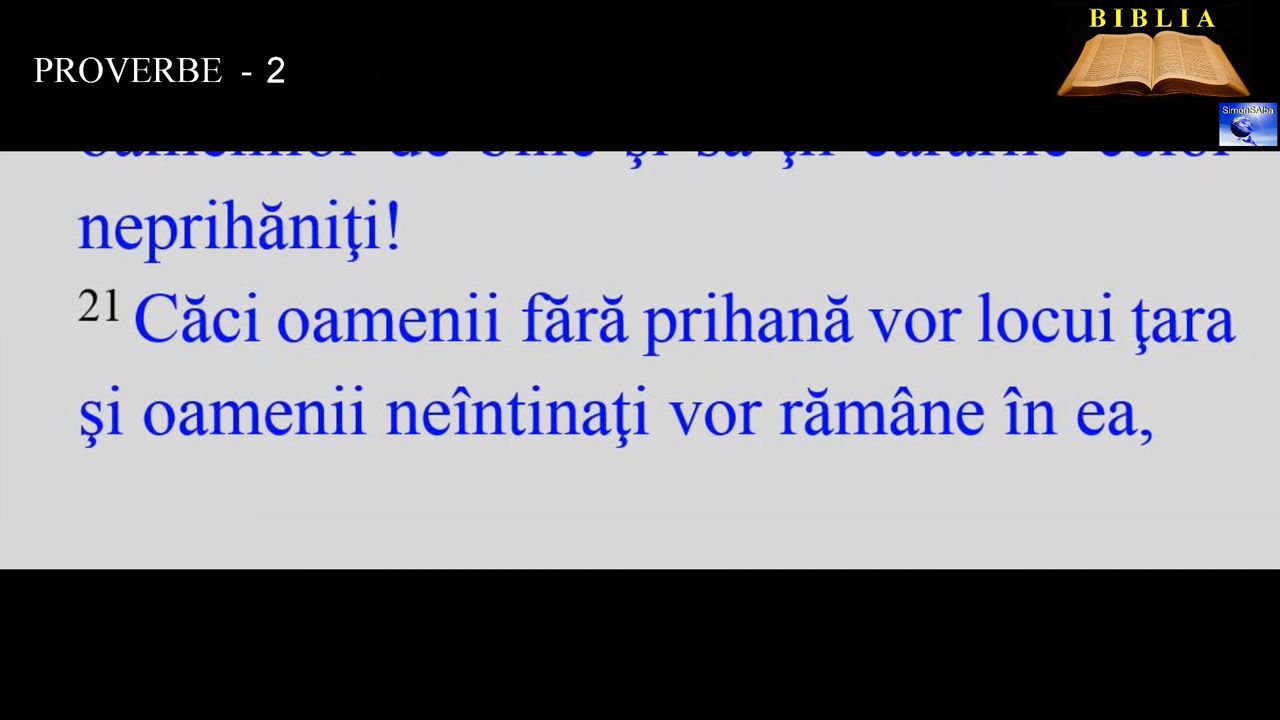 BIBLIA
PROVERBE - 2
SimonSAlba
neprihăniţi!
21 Căci oamenii fără prihană vor locui ţara
şi oamenii neîntinaţi vor rămâne în ea,